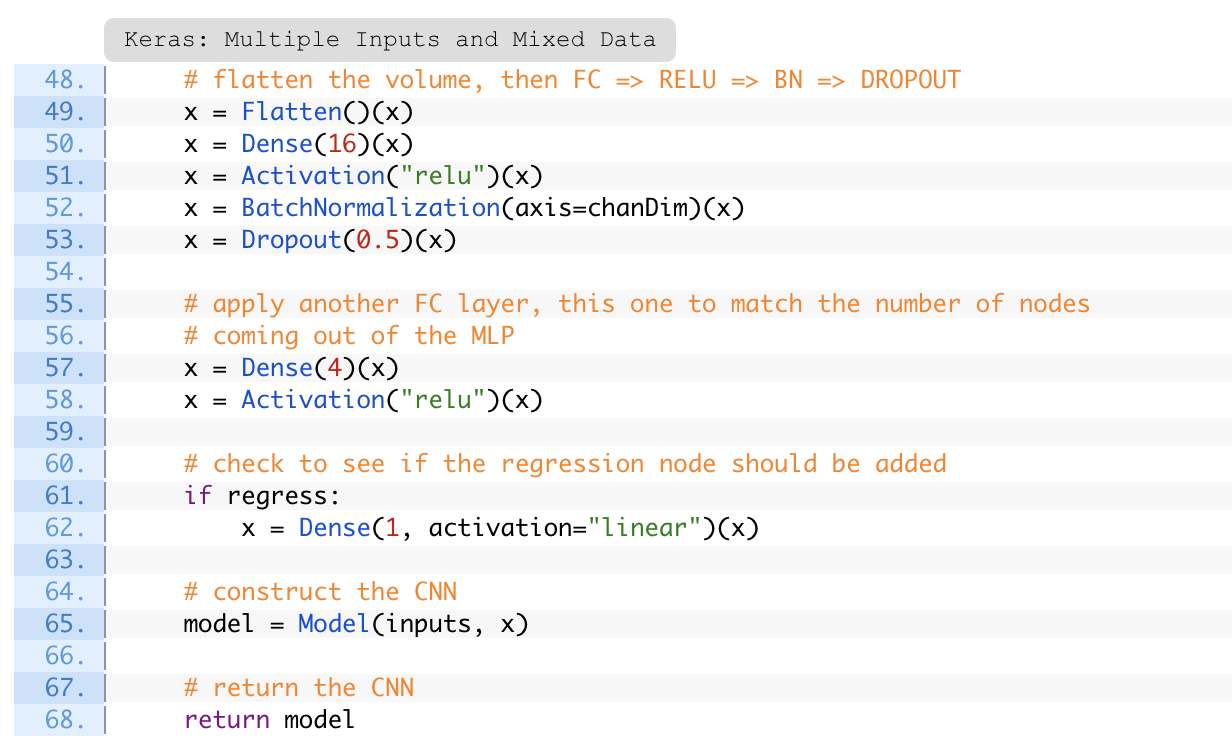 Keras: Multiple Inputs and Mixed Data
48. # flatten the volume, then FC => RELU => BN => DROPOUT
49. x = Flatten()(x)
50. x = Dense(16)(x)
51. x = Activation("relu")(x)
52. x = BatchNormalization(axis=chanDim)(x)
53. x = Dropout(0.5)(x)
54.
55. # apply another FC layer, this one to match the number of nodes
56. # coming out of the MLP
57. x = Dense(4)(x)
58. x = Activation("relu")(x)
59.
60. # check to see if the regression node should be added
61. if regress:
62.     x = Dense(1, activation="linear")(x)
63.
64. # construct the CNN
65. model = Model(inputs, x)
66.
67. # return the CNN
68. return model